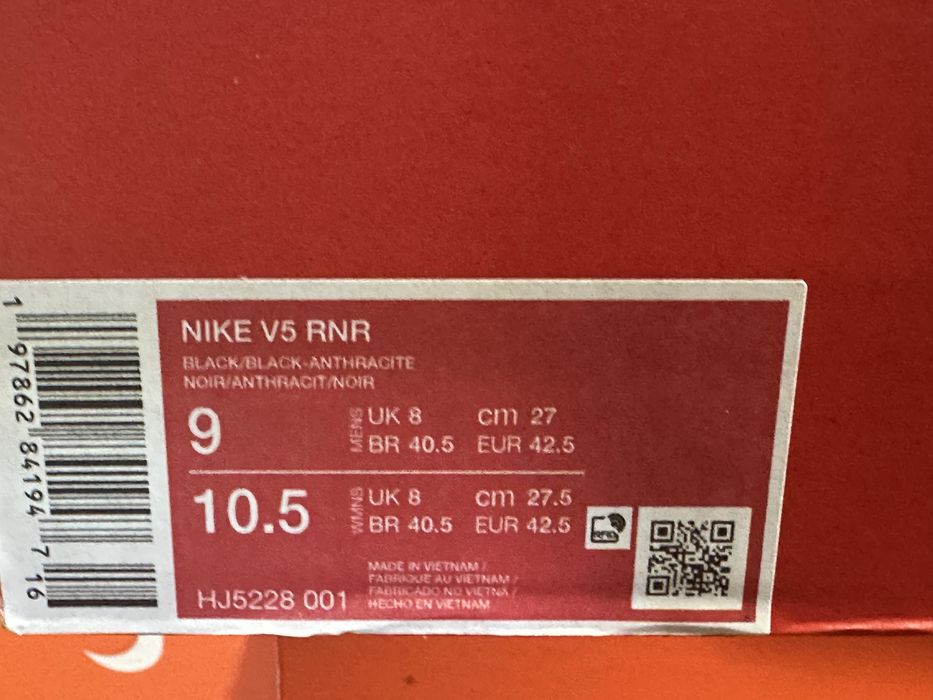 NIKE V5 RNR
BLACK/BLACK-ANTHRACITE
NOIR/ANTHRACIT/NOIR
9 MENS UK 8 cm 27
BR 40.5 EUR 42.5
10.5 WMNS UK 8 cm 27.5
BR 40.5 EUR 42.5
HJ5228 001
MADE IN VIETNAM /
FABRIQUE AU VIETNAM /
FABRICADO NO VIETNÃ /
HECHO EN VIETNAM
1 97862 84194 7 16